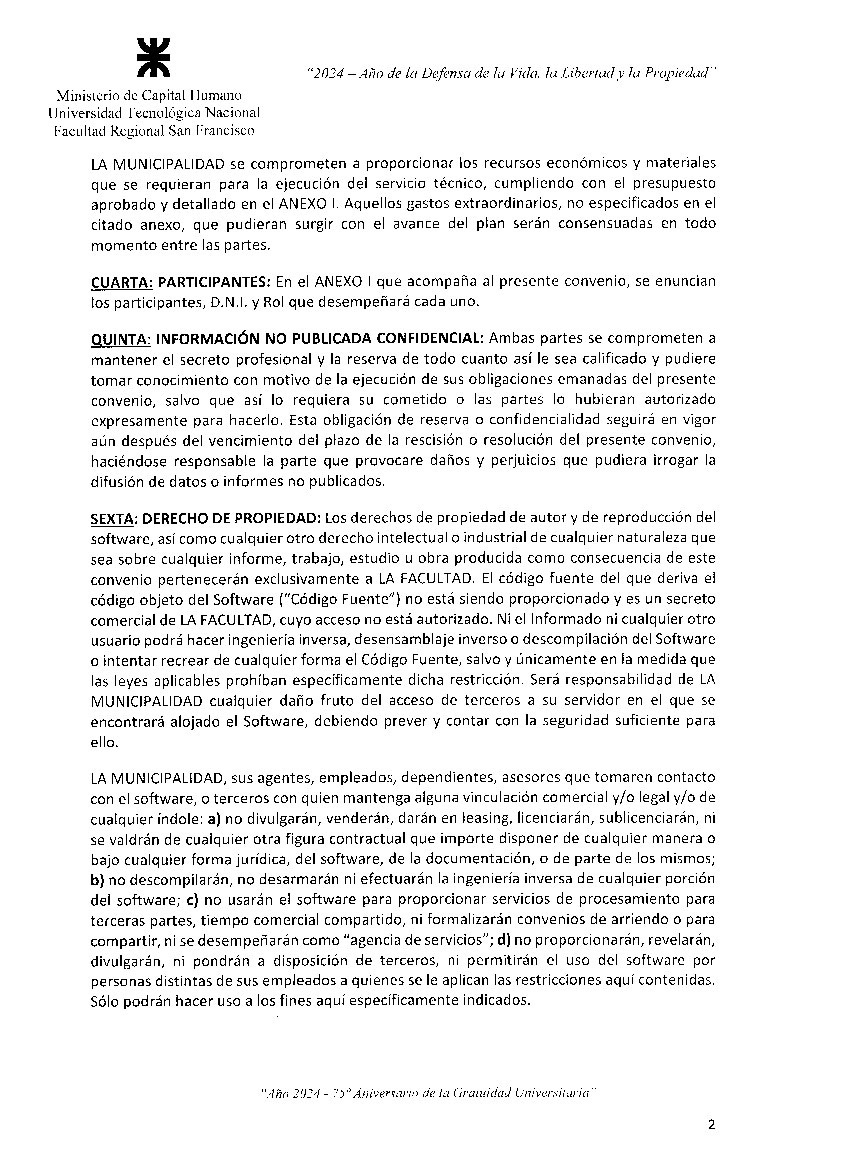 "2024 – Año de la Defensa de la Vida, la Libertad y la Propiedad"
Ministerio de Capital Humano
Universidad Tecnológica Nacional
Facultad Regional San Francisco
LA MUNICIPALIDAD se comprometen a proporcionar los recursos económicos y materiales
que se requieran para la ejecución del servicio técnico, cumpliendo con el presupuesto
aprobado y detallado en el ANEXO I. Aquellos gastos extraordinarios, no especificados en el
citado anexo, que pudieran surgir con el avance del plan serán consensuadas en todo
momento entre las partes.
CUARTA: PARTICIPANTES: En el ANEXO I que acompaña al presente convenio, se enuncian
los participantes, D.N.I. y Rol que desempeñará cada uno.
QUINTA: INFORMACIÓN NO PUBLICADA CONFIDENCIAL: Ambas partes se comprometen a
mantener el secreto profesional y la reserva de todo cuanto así le sea calificado y pudiere
tomar conocimiento con motivo de la ejecución de sus obligaciones emanadas del presente
convenio, salvo que así lo requiera su cometido o las partes lo hubieran autorizado
expresamente para hacerlo. Esta obligación de reserva o confidencialidad seguirá en vigor
aún después del vencimiento del plazo de la rescisión o resolución del presente convenio,
haciéndose responsable la parte que provocare daños y perjuicios que pudiera irrogar la
difusión de datos o informes no publicados.
SEXTA: DERECHO DE PROPIEDAD: Los derechos de propiedad de autor y de reproducción del
software, así como cualquier otro derecho intelectual o industrial de cualquier naturaleza que
sea sobre cualquier informe, trabajo, estudio u obra producida como consecuencia de este
convenio pertenecerán exclusivamente a LA FACULTAD. El código fuente del que deriva el
código objeto del Software ("Código Fuente") no está siendo proporcionado y es un secreto
comercial de LA FACULTAD, cuyo acceso no está autorizado. Ni el Informado ni cualquier otro
usuario podrá hacer ingeniería inversa, desensamblaje inverso o descompilación del Software
o intentar recrear de cualquier forma el Código Fuente, salvo y únicamente en la medida que
las leyes aplicables prohíban específicamente dicha restricción. Será responsabilidad de LA
MUNICIPALIDAD cualquier daño fruto del acceso de terceros a su servidor en el que se
encontrará alojado el Software, debiendo prever y contar con la seguridad suficiente para
ello.
LA MUNICIPALIDAD, sus agentes, empleados, dependientes, asesores que tomaren contacto
con el software, o terceros con quien mantenga alguna vinculación comercial y/o legal y/o de
cualquier índole: a) no divulgarán, venderán, darán en leasing, licenciarán, sublicenciarán, ni
se valdrán de cualquier otra figura contractual que importe disponer de cualquier manera o
bajo cualquier forma jurídica, del software, de la documentación, o de parte de los mismos;
b) no descompilarán, no desarmarán ni efectuarán la ingeniería inversa de cualquier porción
del software; c) no usarán el software para proporcionar servicios de procesamiento para
terceras partes, tiempo comercial compartido, ni formalizarán convenios de arriendo o para
compartir, ni se desempeñarán como "agencia de servicios"; d) no proporcionarán, revelarán,
divulgarán, ni pondrán a disposición de terceros, ni permitirán el uso del software por
personas distintas de sus empleados a quienes se le aplican las restricciones aquí contenidas.
Sólo podrán hacer uso a los fines aquí específicamente indicados.
"Año 2024 - 75° Aniversario de la Gratuidad Universitaria"
2